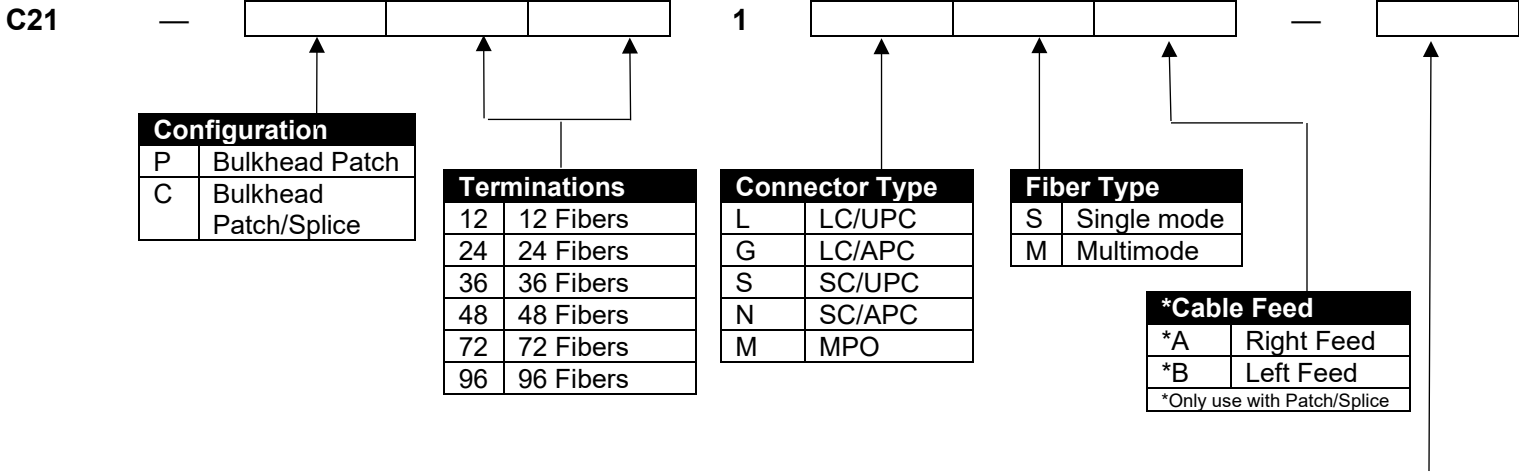 C21 — 1 —
Configuration
P Bulkhead Patch
C Bulkhead
Patch/Splice
Terminations
12 12 Fibers
24 24 Fibers
36 36 Fibers
48 48 Fibers
72 72 Fibers
96 96 Fibers
Connector Type
L LC/UPC
G LC/APC
S SC/UPC
N SC/APC
M MPO
Fiber Type
S Single mode
M Multimode
*Cable Feed
*A Right Feed
*B Left Feed
*Only use with Patch/Splice